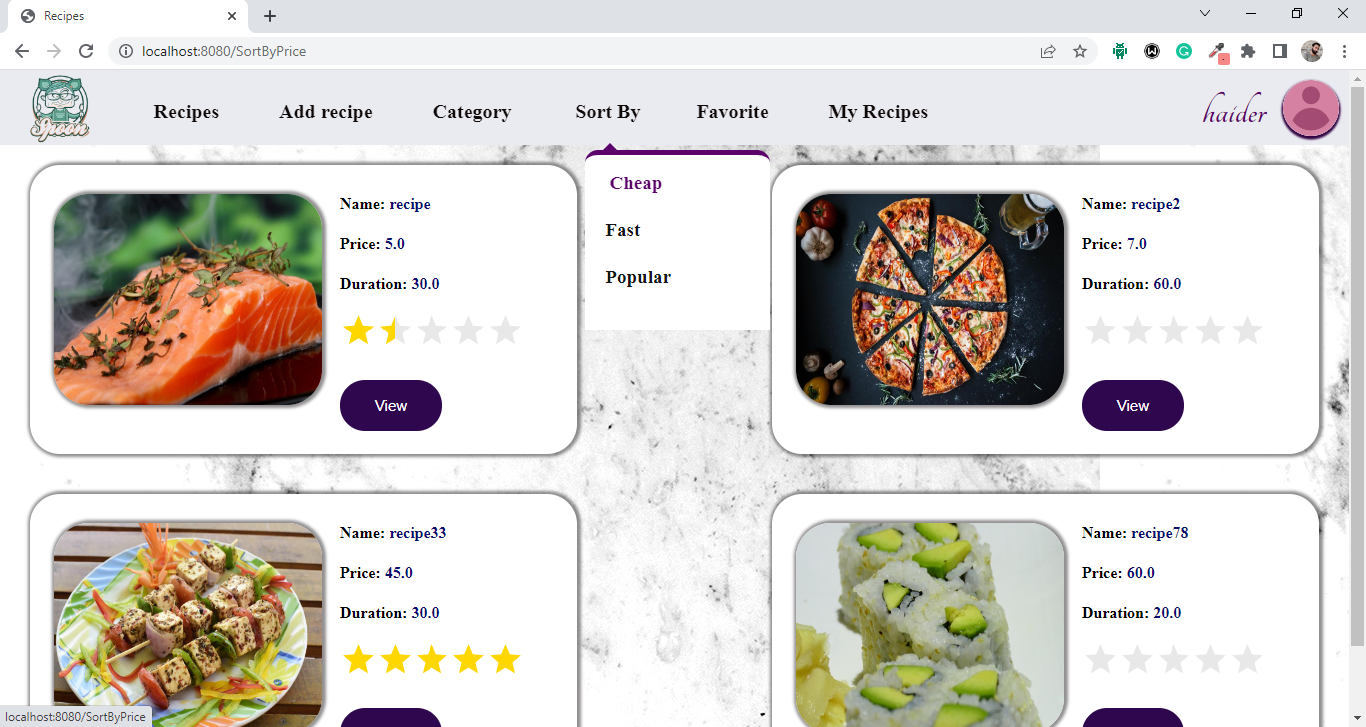 Recipes
localhost:8080/SortByPrice
Spoon
Recipes
Add recipe
Category
Sort By
Favorite
My Recipes
haider
Cheap
Fast
Popular
Name: recipe
Price: 5.0
Duration: 30.0
View
Name: recipe2
Price: 7.0
Duration: 60.0
View
Name: recipe33
Price: 45.0
Duration: 30.0
Name: recipe78
Price: 60.0
Duration: 20.0
localhost:8080/SortByPrice